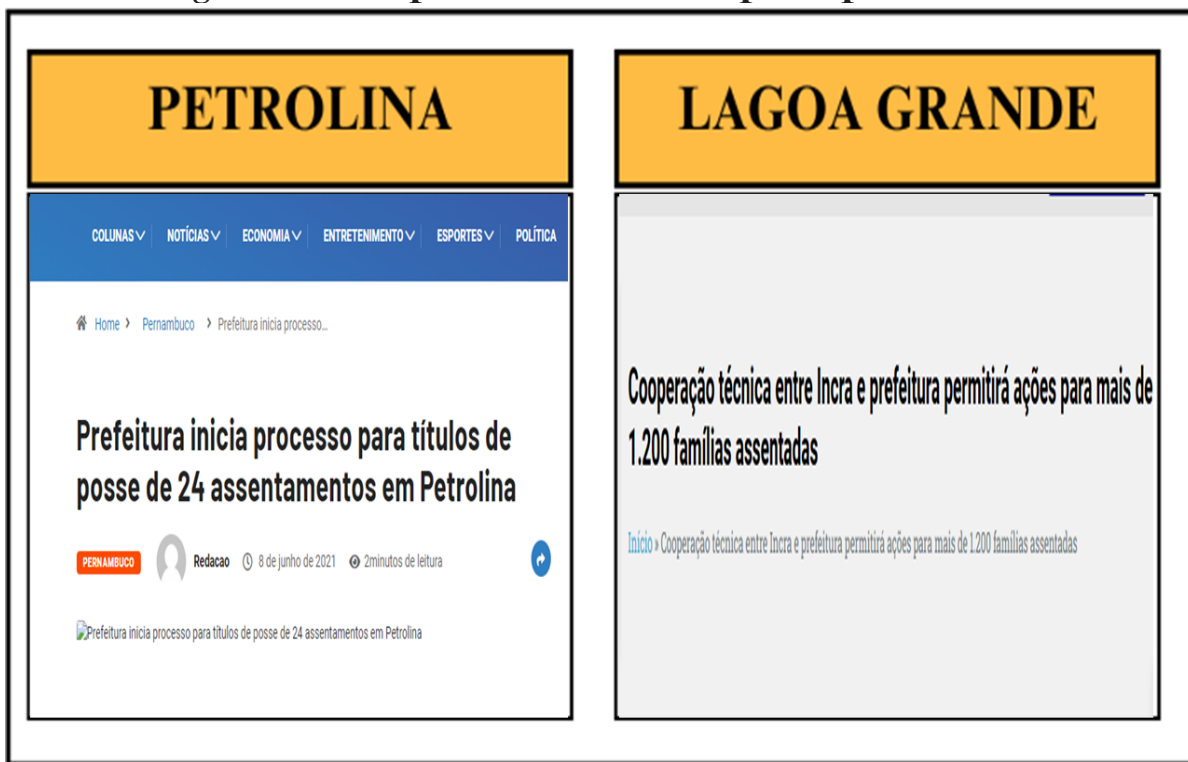 PETROLINA
COLUNAS NOTÍCIAS ECONOMIA ENTRETENIMENTO ESPORTES POLÍTICA
Home > Pernambuco > Prefeitura inicia processo...
Prefeitura inicia processo para títulos de
posse de 24 assentamentos em Petrolina
PERNAMBUCO Redacao 8 de junho de 2021 2minutos de leitura
Prefeitura inicia processo para títulos de posse de 24 assentamentos em Petrolina
LAGOA GRANDE
Cooperação técnica entre Incra e prefeitura permitirá ações para mais de
1.200 famílias assentadas
Início » Cooperação técnica entre Incra e prefeitura permitirá ações para mais de 1.200 famílias assentadas